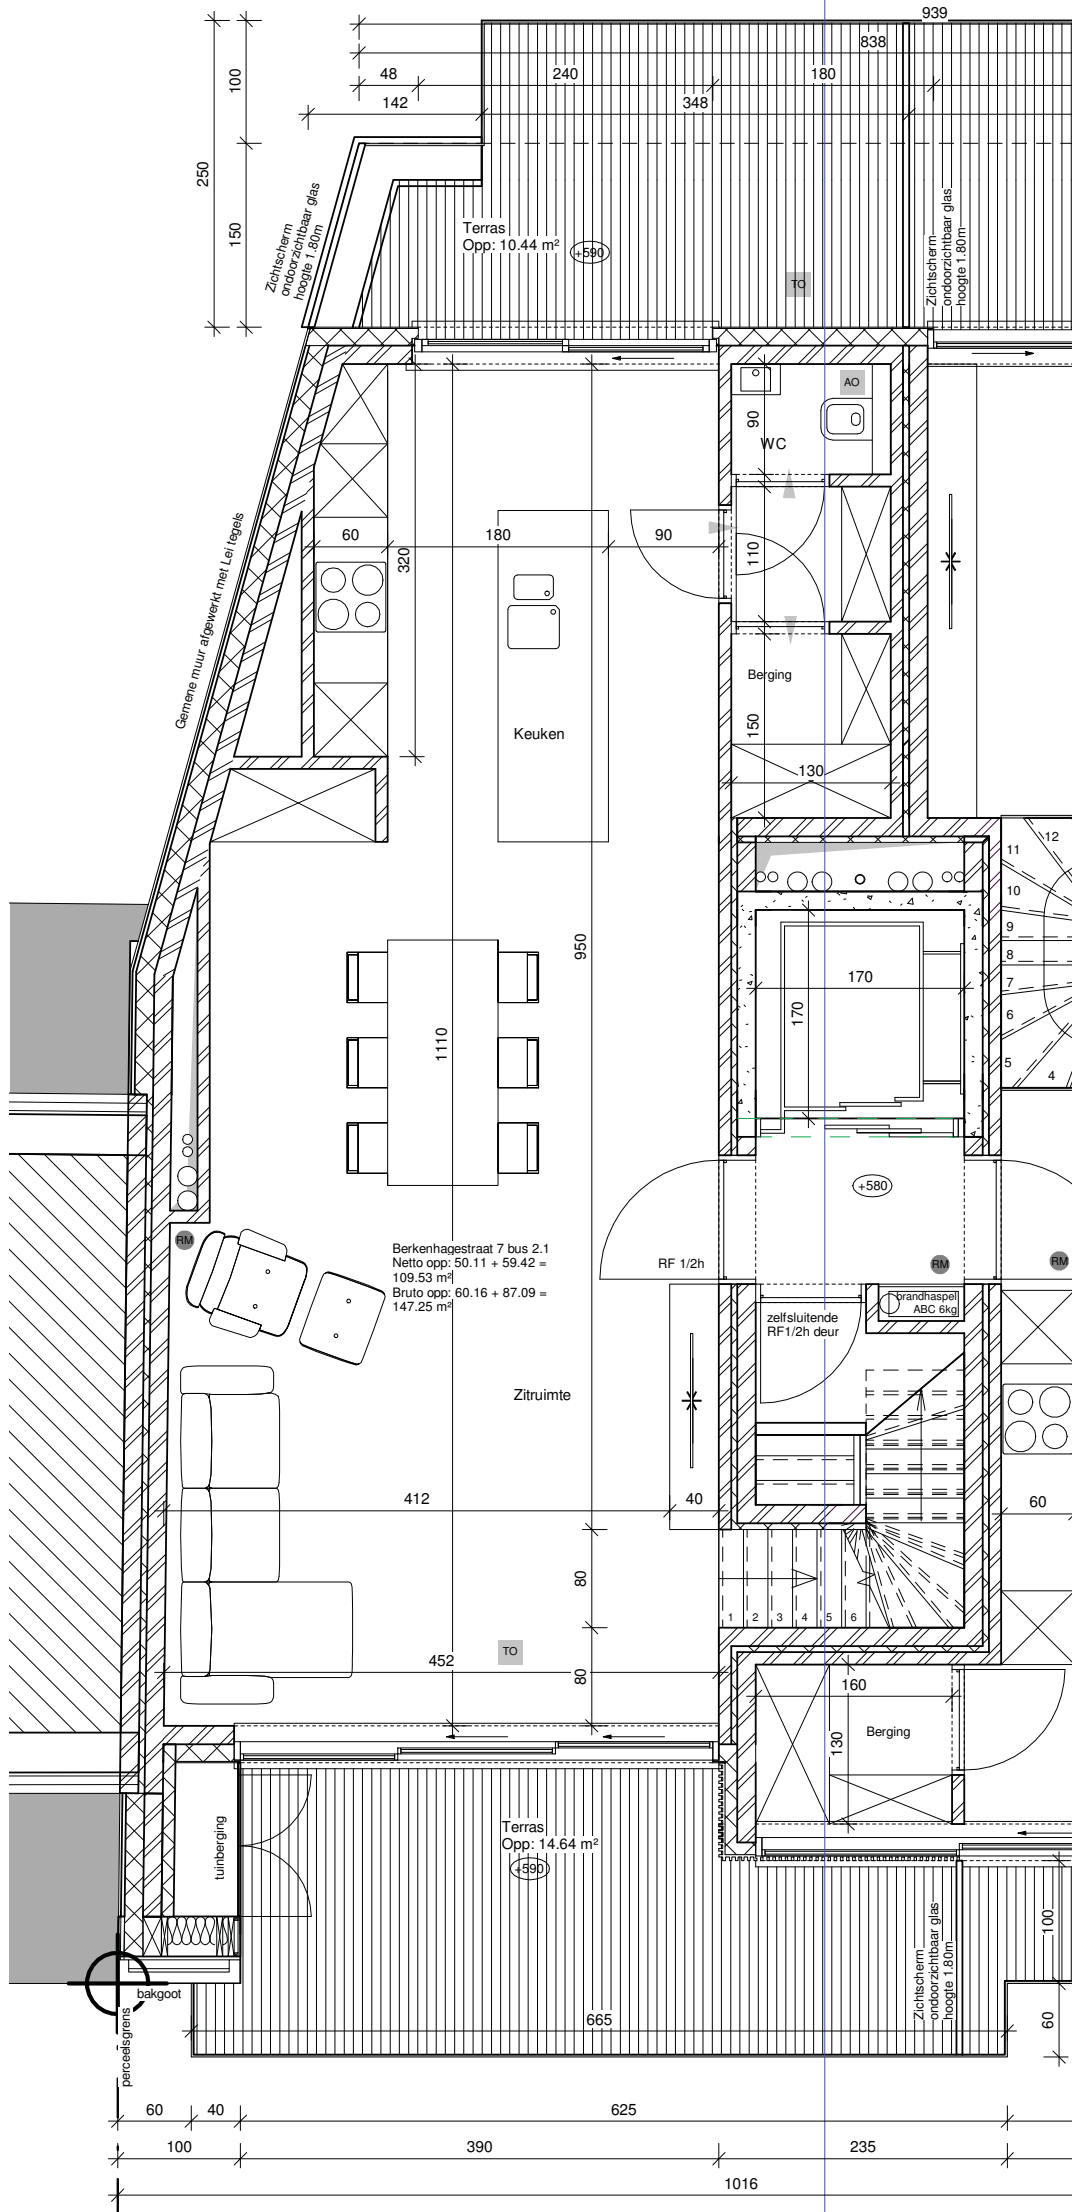 939
838
48
240
180
142
348
100
250
150
Zichtscherm
ondoorzichtbaar glas
hoogte 1.80m
Terras
Opp: 10.44 m²
+590
TO
Zichtscherm
ondoorzichtbaar glas
hoogte 1.80m
AO
90
WC
Gemene muur afgewerkt met Lei tegels
60
180
90
320
110
Berging
150
Keuken
130
12
11
10
9
8
7
6
5
4
950
1110
170
170
+580
RM
Berkenhagestraat 7 bus 2.1
Netto opp: 50.11 + 59.42 =
109.53 m²
Bruto opp: 60.16 + 87.09 =
147.25 m²
RF 1/2h
RM
RM
brandhaspel
ABC 6kg
zelfsluitende
RF1/2h deur
Zitruimte
412
40
60
80
1
2
3
4
5
6
TO
452
80
160
Berging
130
tuinberging
Terras
Opp: 14.64 m²
+590
Zichtscherm
ondoorzichtbaar glas
hoogte 1.80m
100
bakgoot
perceelsgrens
665
60
60
40
625
100
390
235
1016